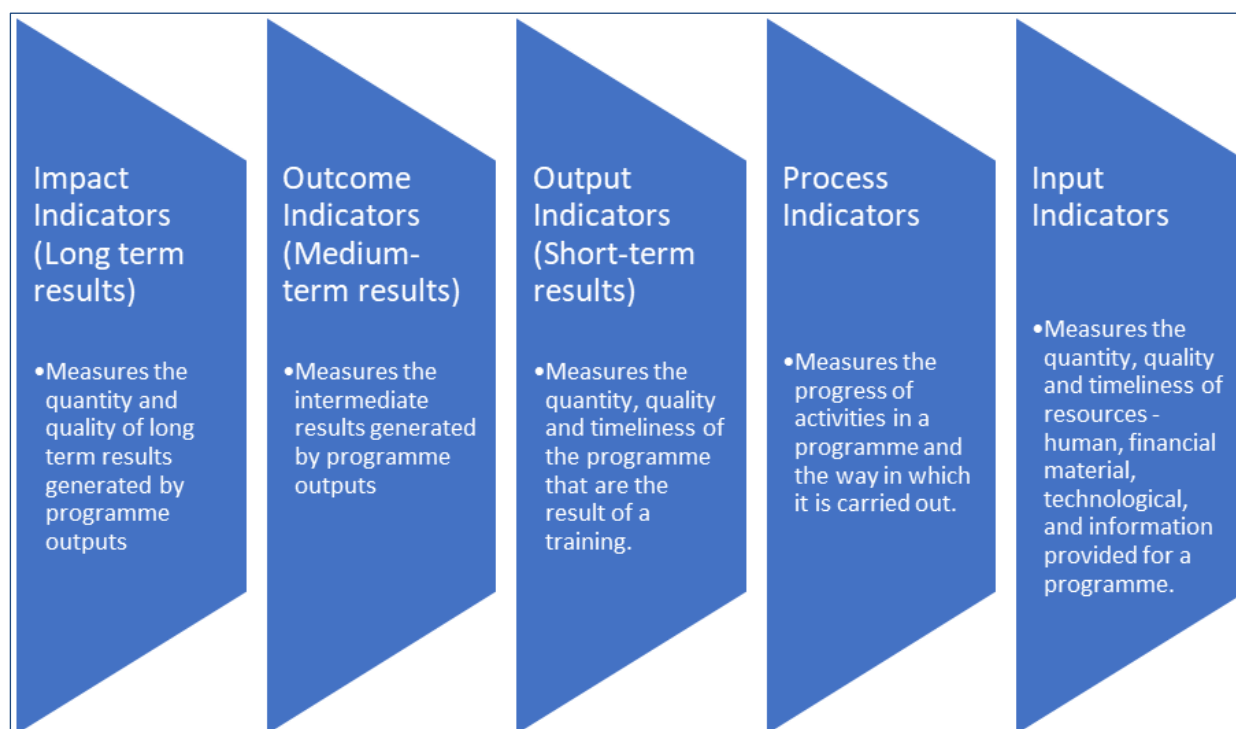 Impact
Indicators
(Long term
results)
•Measures the
quantity and
quality of long
term results
generated by
programme
outputs
Outcome
Indicators
(Medium-
term results)
•Measures the
intermediate
results generated
by programme
outputs
Output
Indicators
(Short-term
results)
•Measures the
quantity, quality
and timeliness of
the programme
that are the
result of a
training.
Process
Indicators
•Measures the
progress of
activities in a
programme and
the way in which
it is carried out.
Input
Indicators
•Measures the
quantity, quality
and timeliness of
resources -
human, financial
material,
technological,
and information
provided for a
programme.